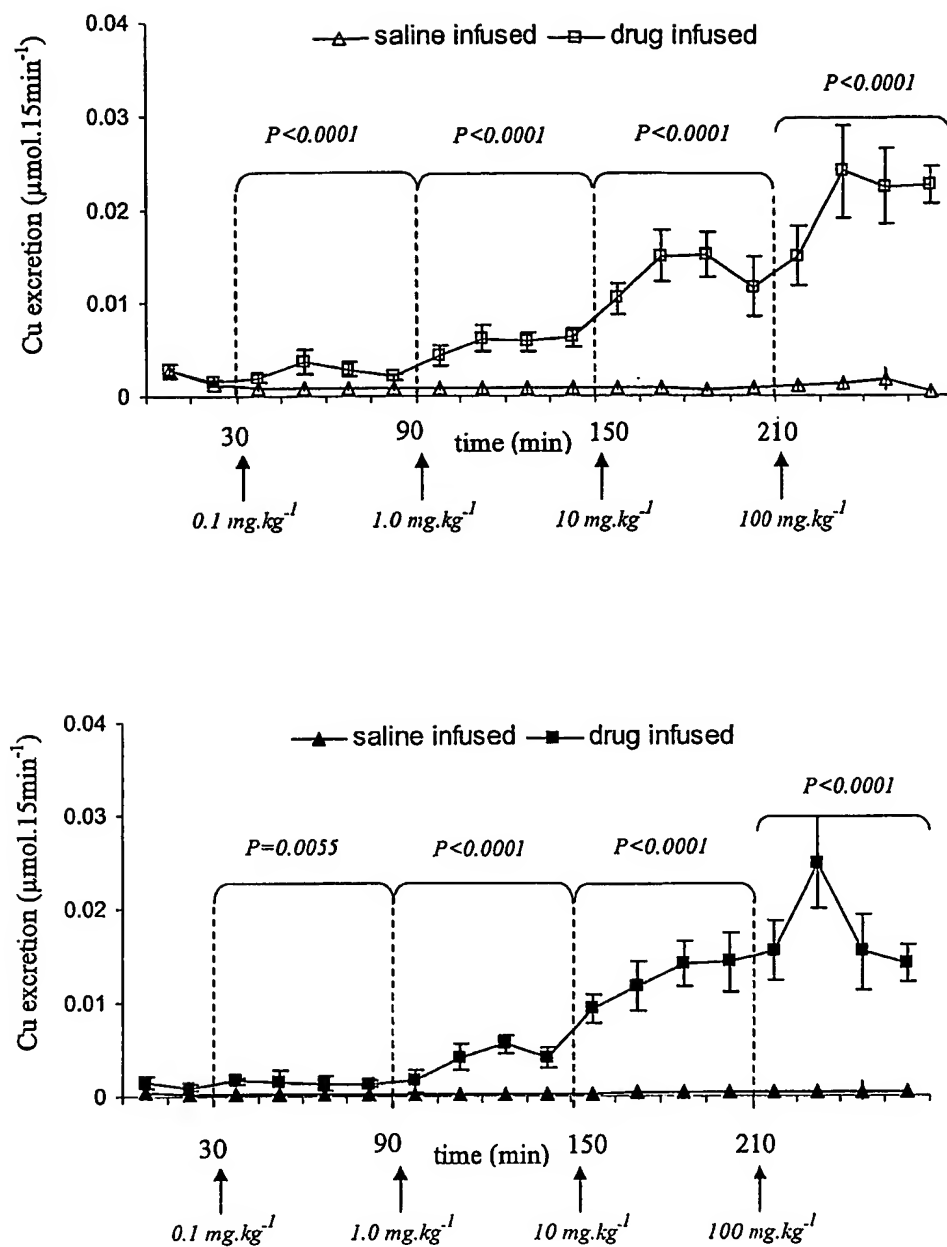 0.04
saline infused drug infused
P<0.0001
0.03
P<0.0001 P<0.0001 P<0.0001
0.02
0.01
0
Cu excretion (µmol.15min⁻¹)
30 90 time (min) 150 210
0.1 mg.kg⁻¹ 1.0 mg.kg⁻¹ 10 mg.kg⁻¹ 100 mg.kg⁻¹
0.04
saline infused drug infused
P<0.0001
0.03
P=0.0055 P<0.0001 P<0.0001
0.02
0.01
0
Cu excretion (µmol.15min⁻¹)
30 90 time (min) 150 210
0.1 mg.kg⁻¹ 1.0 mg.kg⁻¹ 10 mg.kg⁻¹ 100 mg.kg⁻¹